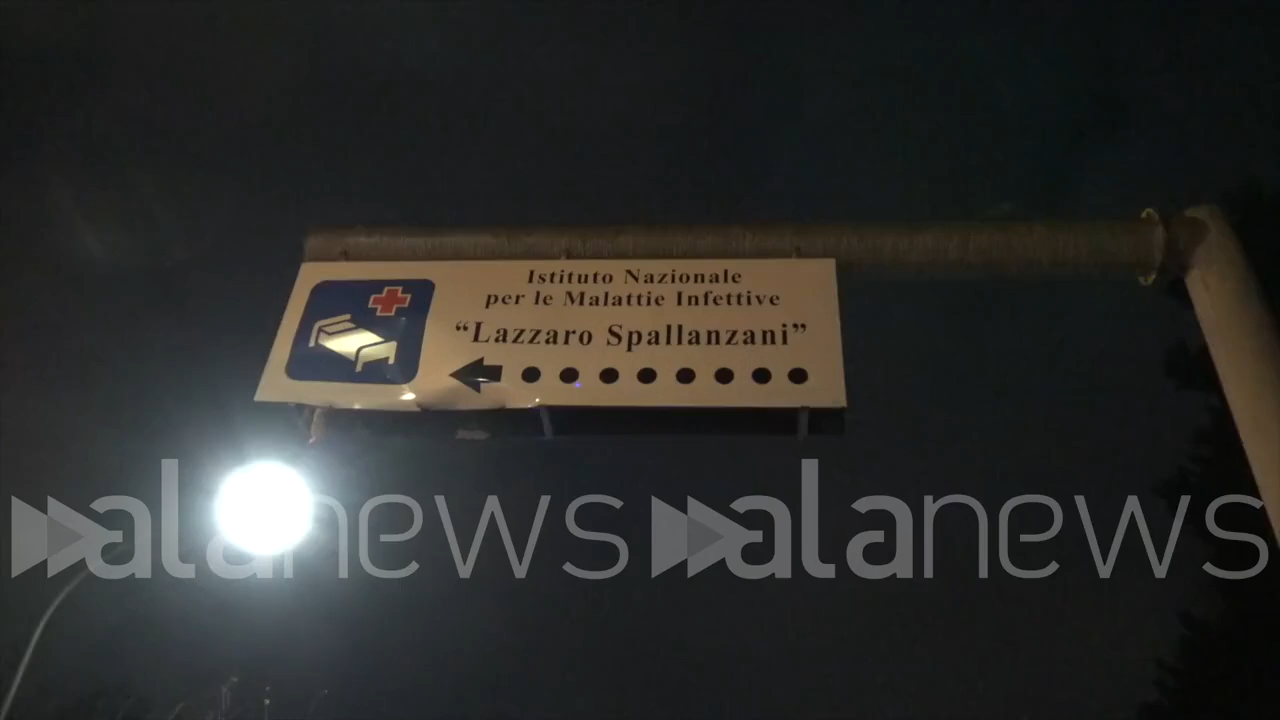 Istituto Nazionale
per le Malattie Infettive
“Lazzaro Spallanzani”
alanews alanews